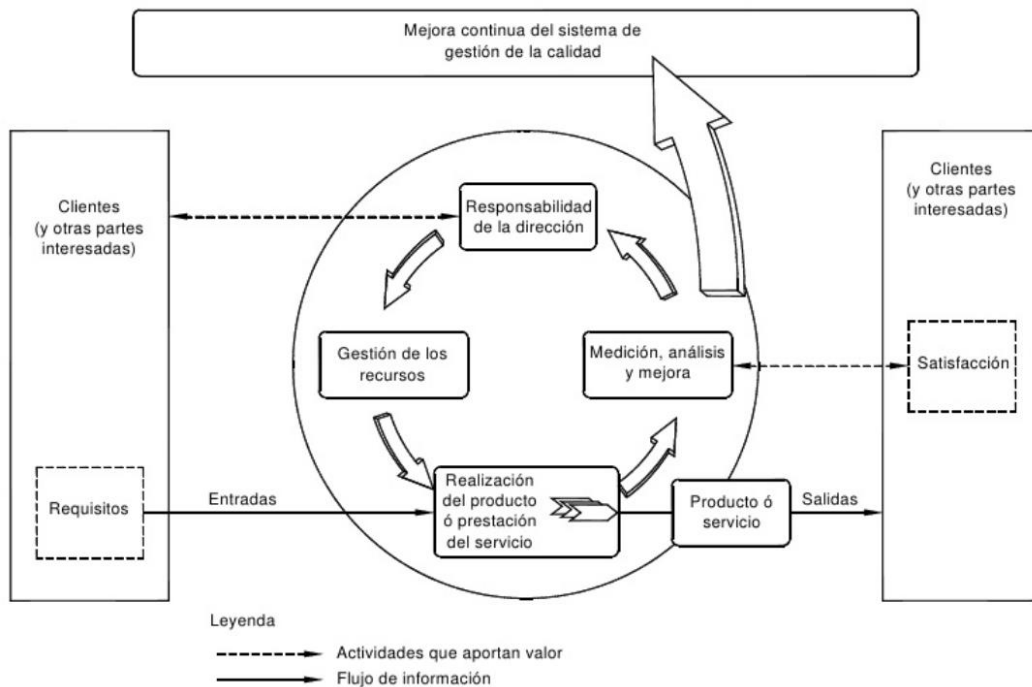 Mejora continua del sistema de
gestión de la calidad
Clientes
(y otras partes
interesadas)
Responsabilidad
de la dirección
Clientes
(y otras partes
interesadas)
Gestión de los
recursos
Medición, análisis
y mejora
Satisfacción
Requisitos
Entradas
Realización
del producto
ó prestación
del servicio
Producto ó
servicio
Salidas
Leyenda
Actividades que aportan valor
Flujo de información